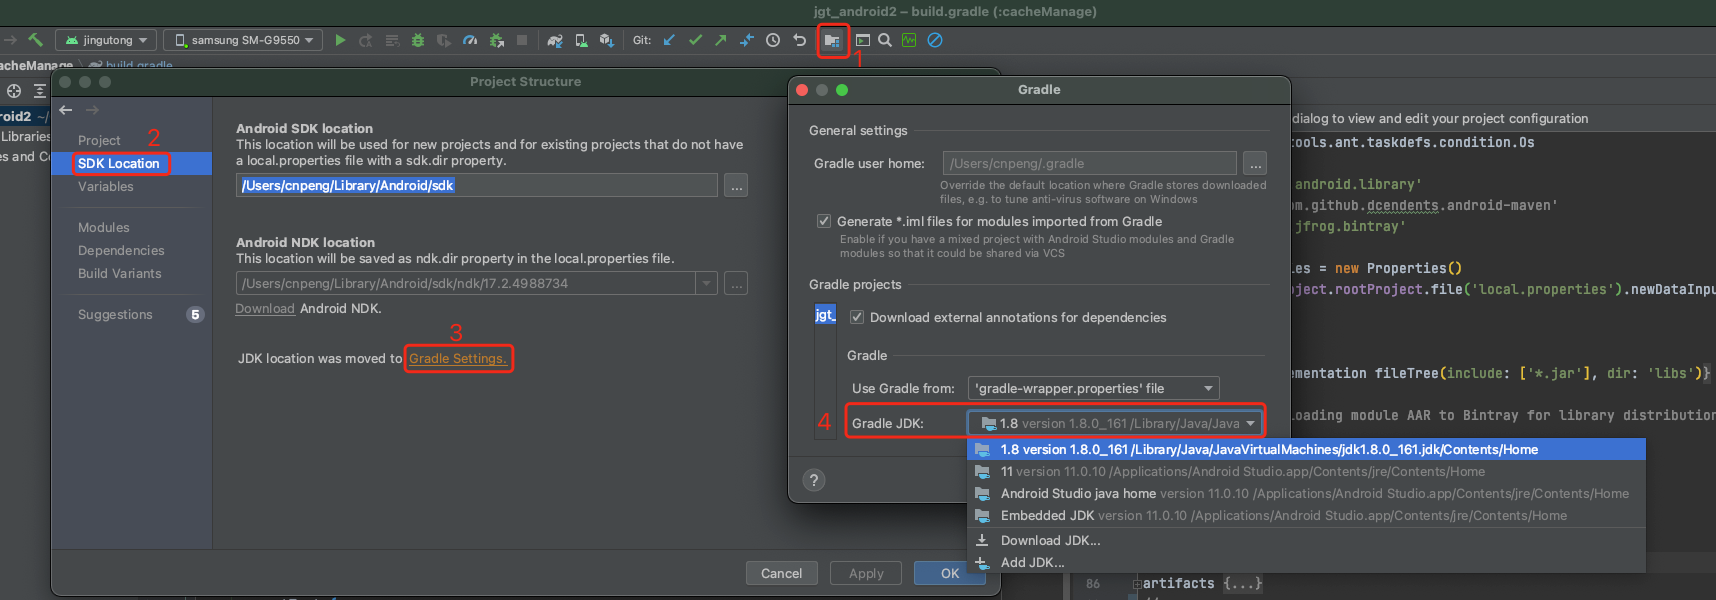 jgt_android2 – build.gradle (:cacheManage)
jingutong
samsung SM-G9550
Git:
1
acheManage
build.gradle
Project Structure
roid2
Libraries
es and Co
Project
2
SDK Location
Variables
Modules
Dependencies
Build Variants
Suggestions
5
Android SDK location
This location will be used for new projects and for existing projects that do not have
a local.properties file with a sdk.dir property.
/Users/cnpeng/Library/Android/sdk
...
Android NDK location
This location will be saved as ndk.dir property in the local.properties file.
/Users/cnpeng/Library/Android/sdk/ndk/17.2.4988734
...
Download Android NDK.
3
JDK location was moved to Gradle Settings.
Cancel
Apply
OK
Gradle
General settings
Gradle user home:
/Users/cnpeng/.gradle
...
Override the default location where Gradle stores downloaded
files, e.g. to tune anti-virus software on Windows
Generate *.iml files for modules imported from Gradle
Enable if you have a mixed project with Android Studio modules and Gradle
modules so that it could be shared via VCS
Gradle projects
jgt_
Download external annotations for dependencies
Gradle
Use Gradle from:
'gradle-wrapper.properties' file
4
Gradle JDK:
1.8 version 1.8.0_161 /Library/Java/Java
1.8 version 1.8.0_161 /Library/Java/JavaVirtualMachines/jdk1.8.0_161.jdk/Contents/Home
11 version 11.0.10 /Applications/Android Studio.app/Contents/jre/Contents/Home
Android Studio java home version 11.0.10 /Applications/Android Studio.app/Contents/jre/Contents/Home
Embedded JDK version 11.0.10 /Applications/Android Studio.app/Contents/jre/Contents/Home
Download JDK...
Add JDK...
?
dialog to view and edit your project configuration
tools.ant.taskdefs.condition.Os
android.library'
om.github.dcendents.android-maven'
jfrog.bintray'
ies = new Properties()
oject.rootProject.file('local.properties').newDataInpu
ementation fileTree(include: ['*.jar'], dir: 'libs')}
loading module AAR to Bintray for library distribution
86
artifacts {...}